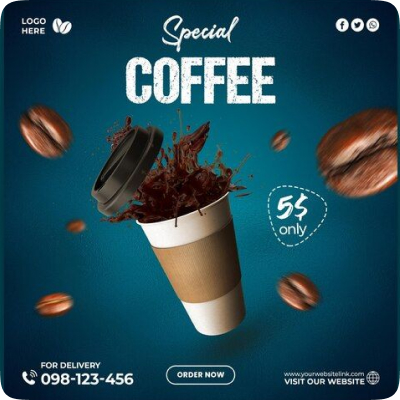 LOGO
HERE
Special
COFFEE
5$
only
FOR DELIVERY
098-123-456
ORDER NOW
www.yourwebsitelink.com
VISIT OUR WEBSITE